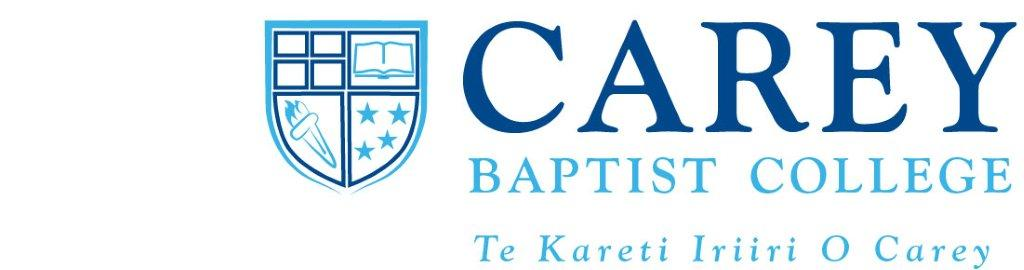 CAREY
BAPTIST COLLEGE
Te Kareti Iriiri O Carey